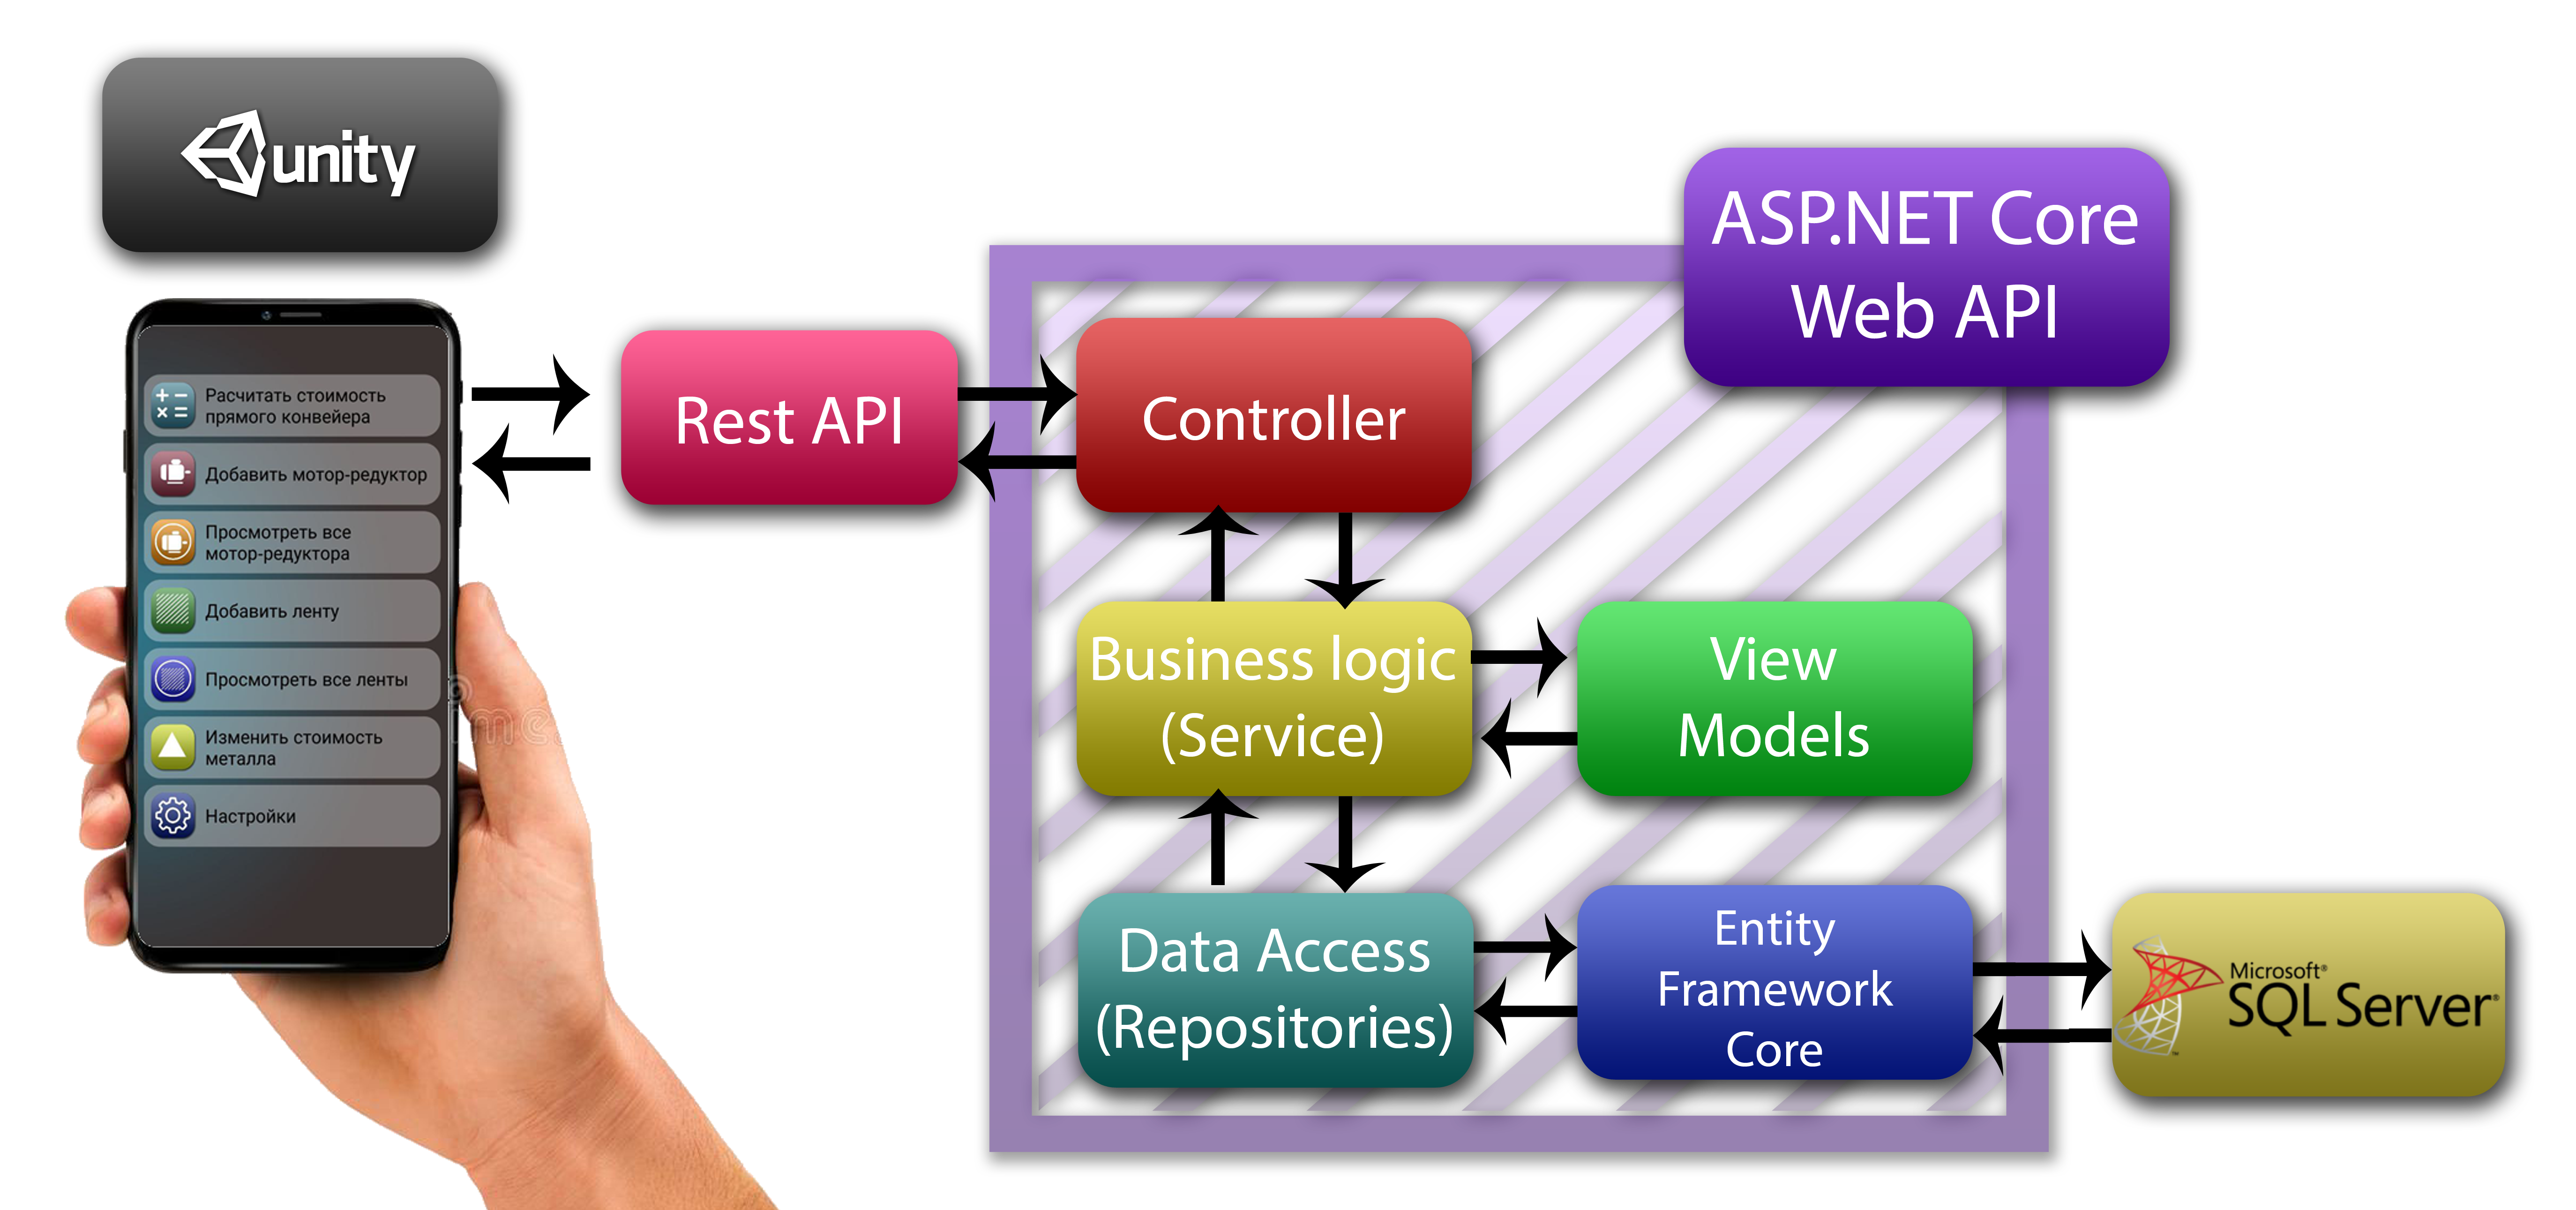 unity
Расчитать стоимость
прямого конвейера
Добавить мотор-редуктор
Просмотреть все
мотор-редуктора
Добавить ленту
Просмотреть все ленты
Изменить стоимость
металла
Настройки
Rest API
ASP.NET Core
Web API
Controller
Business logic
(Service)
View
Models
Data Access
(Repositories)
Entity
Framework
Core
Microsoft®
SQL Server®